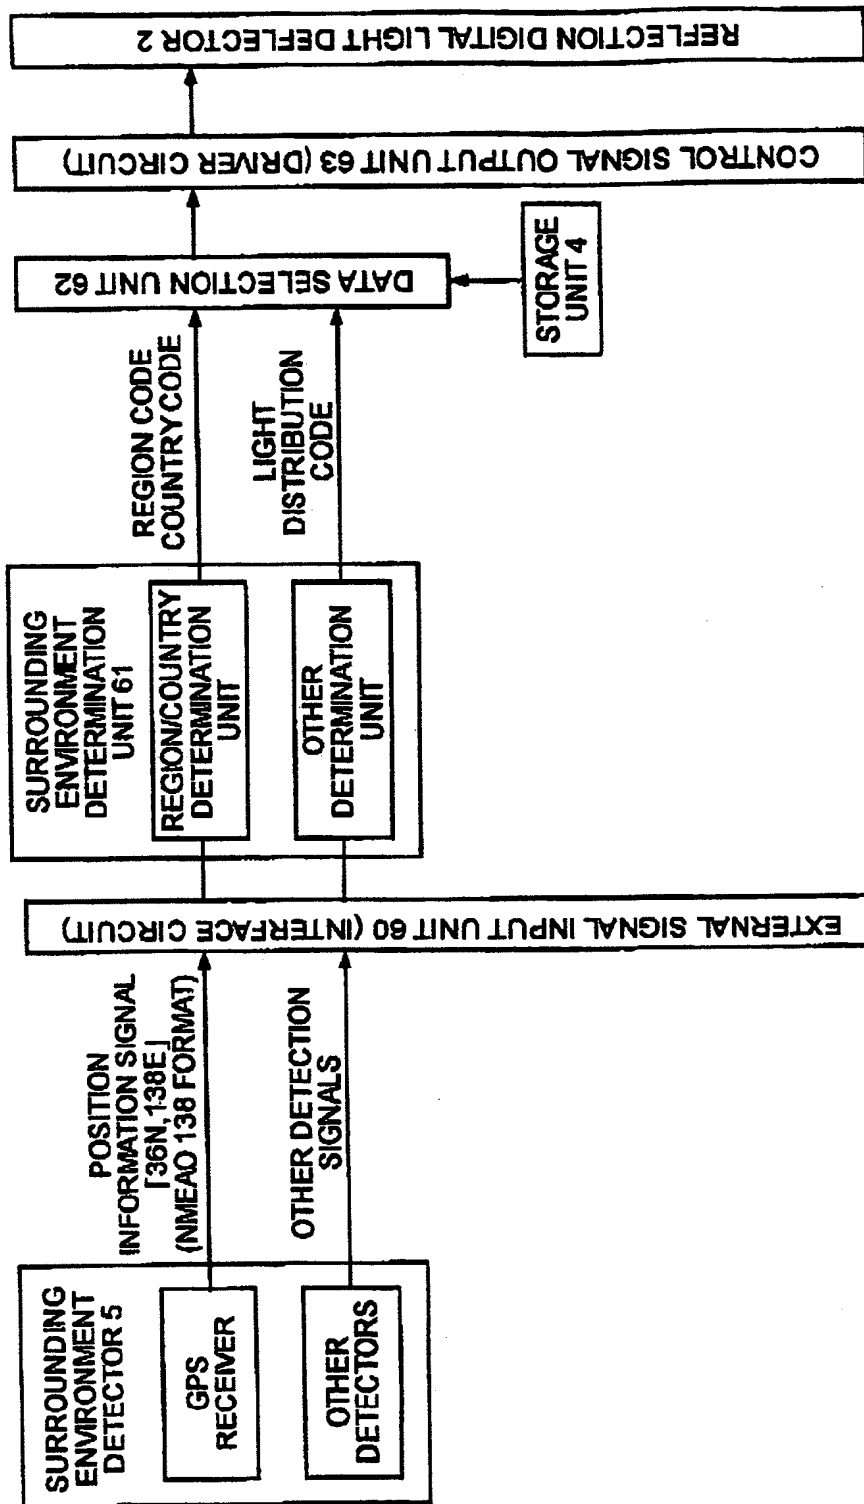 SURROUNDING
ENVIRONMENT
DETECTOR 5
GPS
RECEIVER
OTHER
DETECTORS
POSITION
INFORMATION SIGNAL
「36N, 138E」
(NMEAO 138 FORMAT)
OTHER DETECTION
SIGNALS
EXTERNAL SIGNAL INPUT UNIT 60 (INTERFACE CIRCUIT)
SURROUNDING
ENVIRONMENT
DETERMINATION
UNIT 61
REGION/COUNTRY
DETERMINATION
UNIT
OTHER
DETERMINATION
UNIT
REGION CODE
COUNTRY CODE
LIGHT
DISTRIBUTION
CODE
DATA SELECTION UNIT 62
STORAGE
UNIT 4
CONTROL SIGNAL OUTPUT UNIT 63 (DRIVER CIRCUIT)
REFLECTION DIGITAL LIGHT DEFLECTOR 2